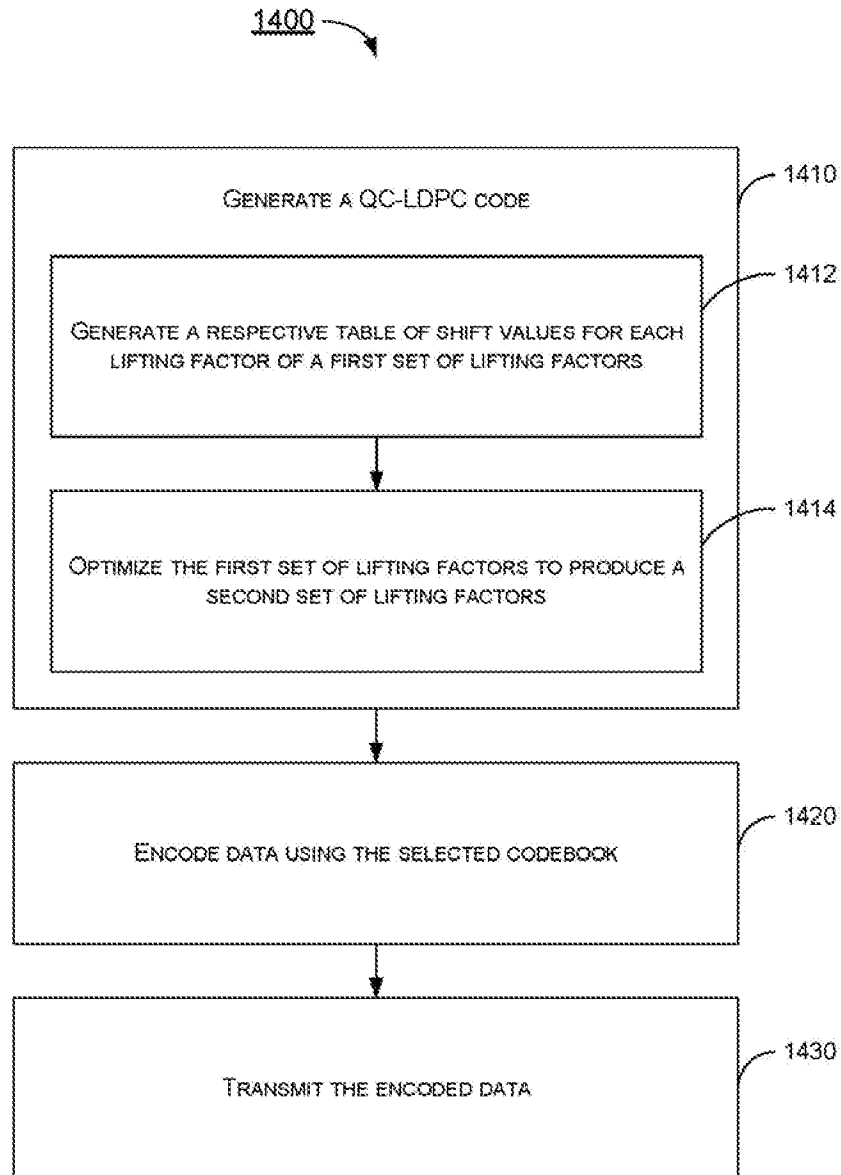 1400
GENERATE A QC-LDPC CODE
1410
1412
GENERATE A RESPECTIVE TABLE OF SHIFT VALUES FOR EACH
LIFTING FACTOR OF A FIRST SET OF LIFTING FACTORS
1414
OPTIMIZE THE FIRST SET OF LIFTING FACTORS TO PRODUCE A
SECOND SET OF LIFTING FACTORS
1420
ENCODE DATA USING THE SELECTED CODEBOOK
1430
TRANSMIT THE ENCODED DATA